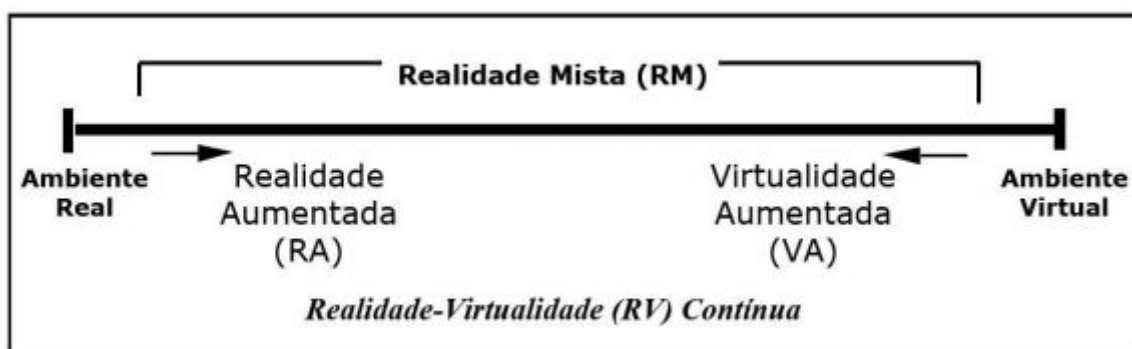 Realidade Mista (RM)
Ambiente
Real
Realidade
Aumentada
(RA)
Virtualidade
Aumentada
(VA)
Ambiente
Virtual
Realidade-Virtualidade (RV) Contínua